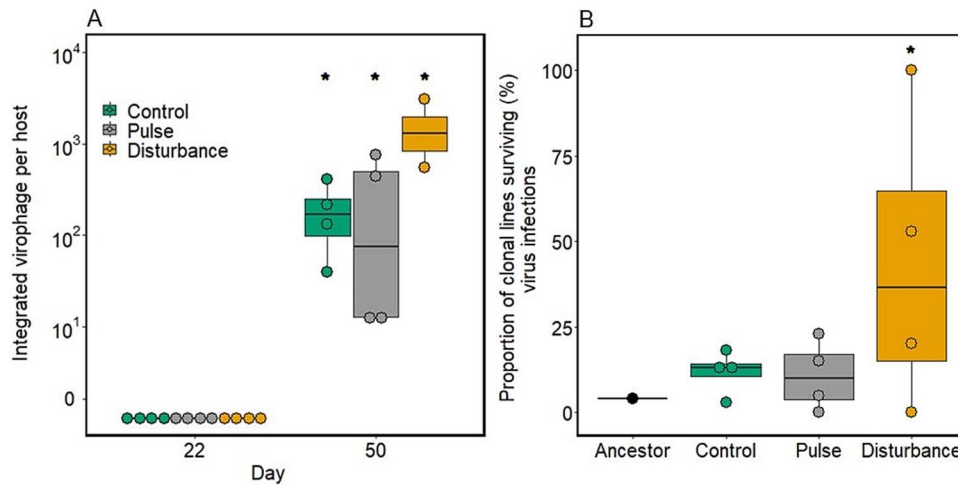 A
Integrated virophage per host
10⁴
10³
10²
10¹
0
Control
Pulse
Disturbance
*
*
*
22
50
Day
B
Proportion of clonal lines surviving (%)
virus infections
100
75
50
25
0
*
Ancestor
Control
Pulse
Disturbance